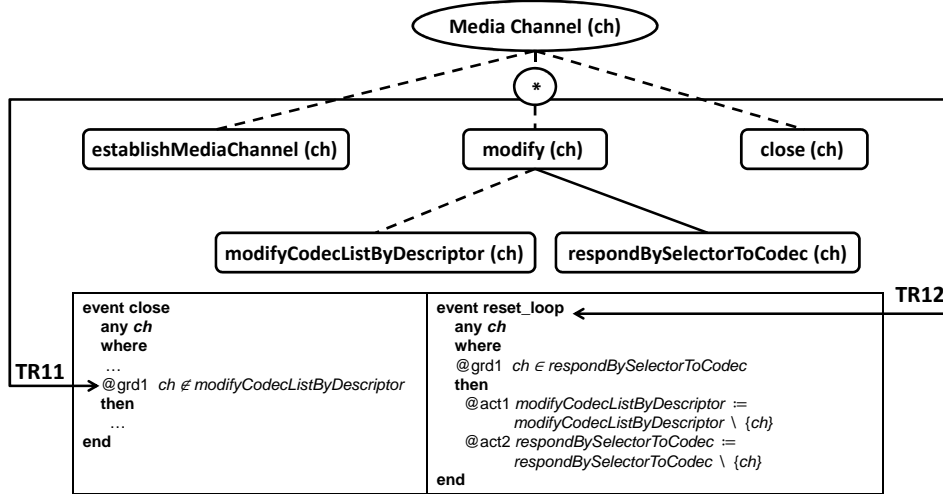 Media Channel (ch)
*
establishMediaChannel (ch)
modify (ch)
close (ch)
modifyCodecListByDescriptor (ch)
respondBySelectorToCodec (ch)
TR11
TR12
event close
any ch
where
...
@grd1 ch ∉ modifyCodecListByDescriptor
then
...
end
event reset_loop
any ch
where
@grd1 ch ∈ respondBySelectorToCodec
then
@act1 modifyCodecListByDescriptor ≔
modifyCodecListByDescriptor \ {ch}
@act2 respondBySelectorToCodec ≔
respondBySelectorToCodec \ {ch}
end